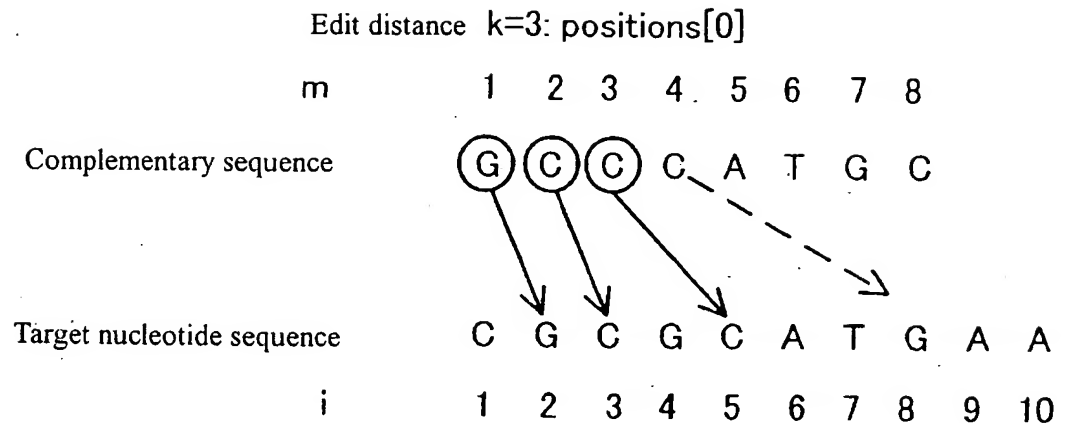 Edit distance k=3: positions[0]
m 1 2 3 4 5 6 7 8
Complementary sequence G C C C A T G C
Target nucleotide sequence C G C G C A T G A A
i 1 2 3 4 5 6 7 8 9 10